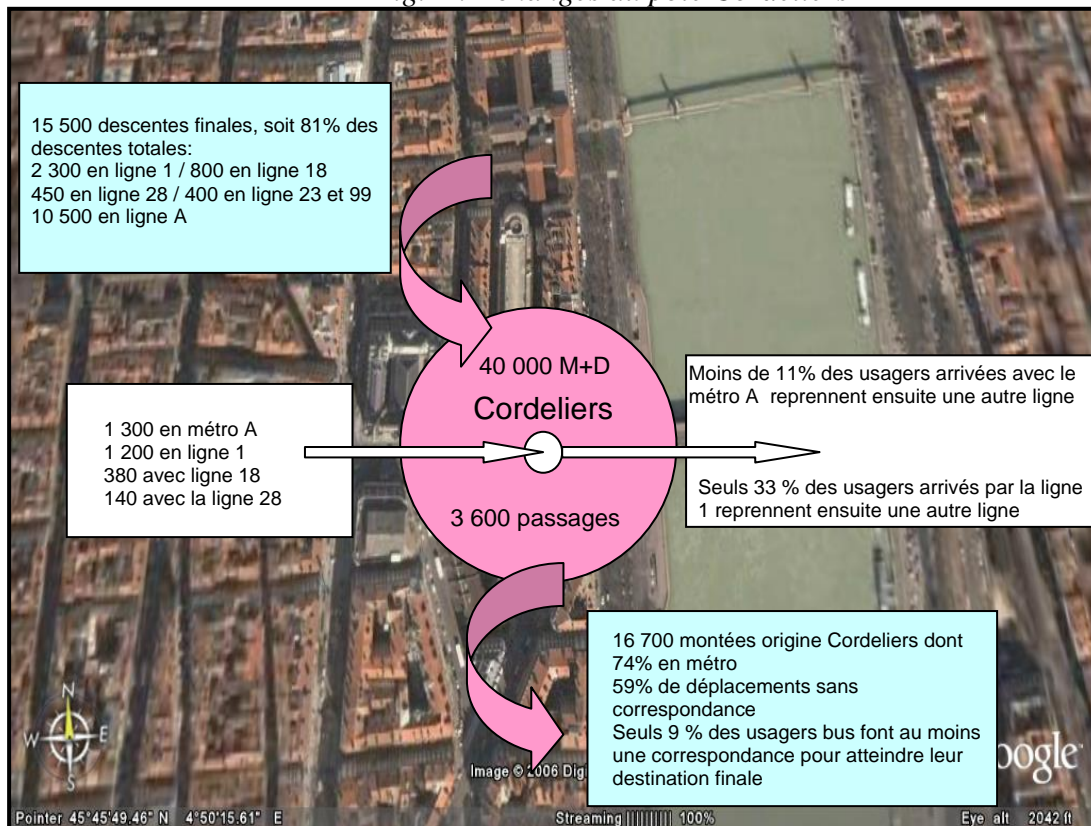 15 500 descentes finales, soit 81% des
descentes totales:
2 300 en ligne 1 / 800 en ligne 18
450 en ligne 28 / 400 en ligne 23 et 99
10 500 en ligne A
40 000 M+D
Cordeliers
3 600 passages
1 300 en métro A
1 200 en ligne 1
380 avec ligne 18
140 avec la ligne 28
Moins de 11% des usagers arrivées avec le
métro A reprennent ensuite une autre ligne
Seuls 33 % des usagers arrivés par la ligne
1 reprennent ensuite une autre ligne
16 700 montées origine Cordeliers dont
74% en métro
59% de déplacements sans
correspondance
Seuls 9 % des usagers bus font au moins
une correspondance pour atteindre leur
destination finale
N
W E
S
Image © 2006 Digi
oogle
Pointer 45°45'49.46" N 4°50'15.61" E Streaming 100% Eye alt 2042 ft